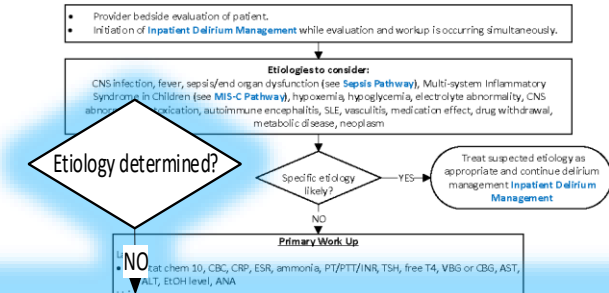 • Provider bedside evaluation of patient.
• Initiation of Inpatient Delirium Management while evaluation and workup is occurring simultaneously.
Etiologies to consider:
CNS infection, fever, sepsis/end organ dysfunction (see Sepsis Pathway), Multi-system Inflammatory
Syndrome in Children (see MIS-C Pathway), hypoxemia, hypoglycemia, electrolyte abnormality, CNS
autoimmune encephalitis, SLE, vasculitis, medication effect, drug withdrawal,
metabolic disease, neoplasm
Etiology determined?
Specific etiology
likely?
YES
Treat suspected etiology as
appropriate and continue delirium
management Inpatient Delirium
Management
NO
Primary Work Up
NO
chem 10, CBC, CRP, ESR, ammonia, PT/PTT/INR, TSH, free T4, VBG or CBG, AST,
ALT, EtOH level, ANA